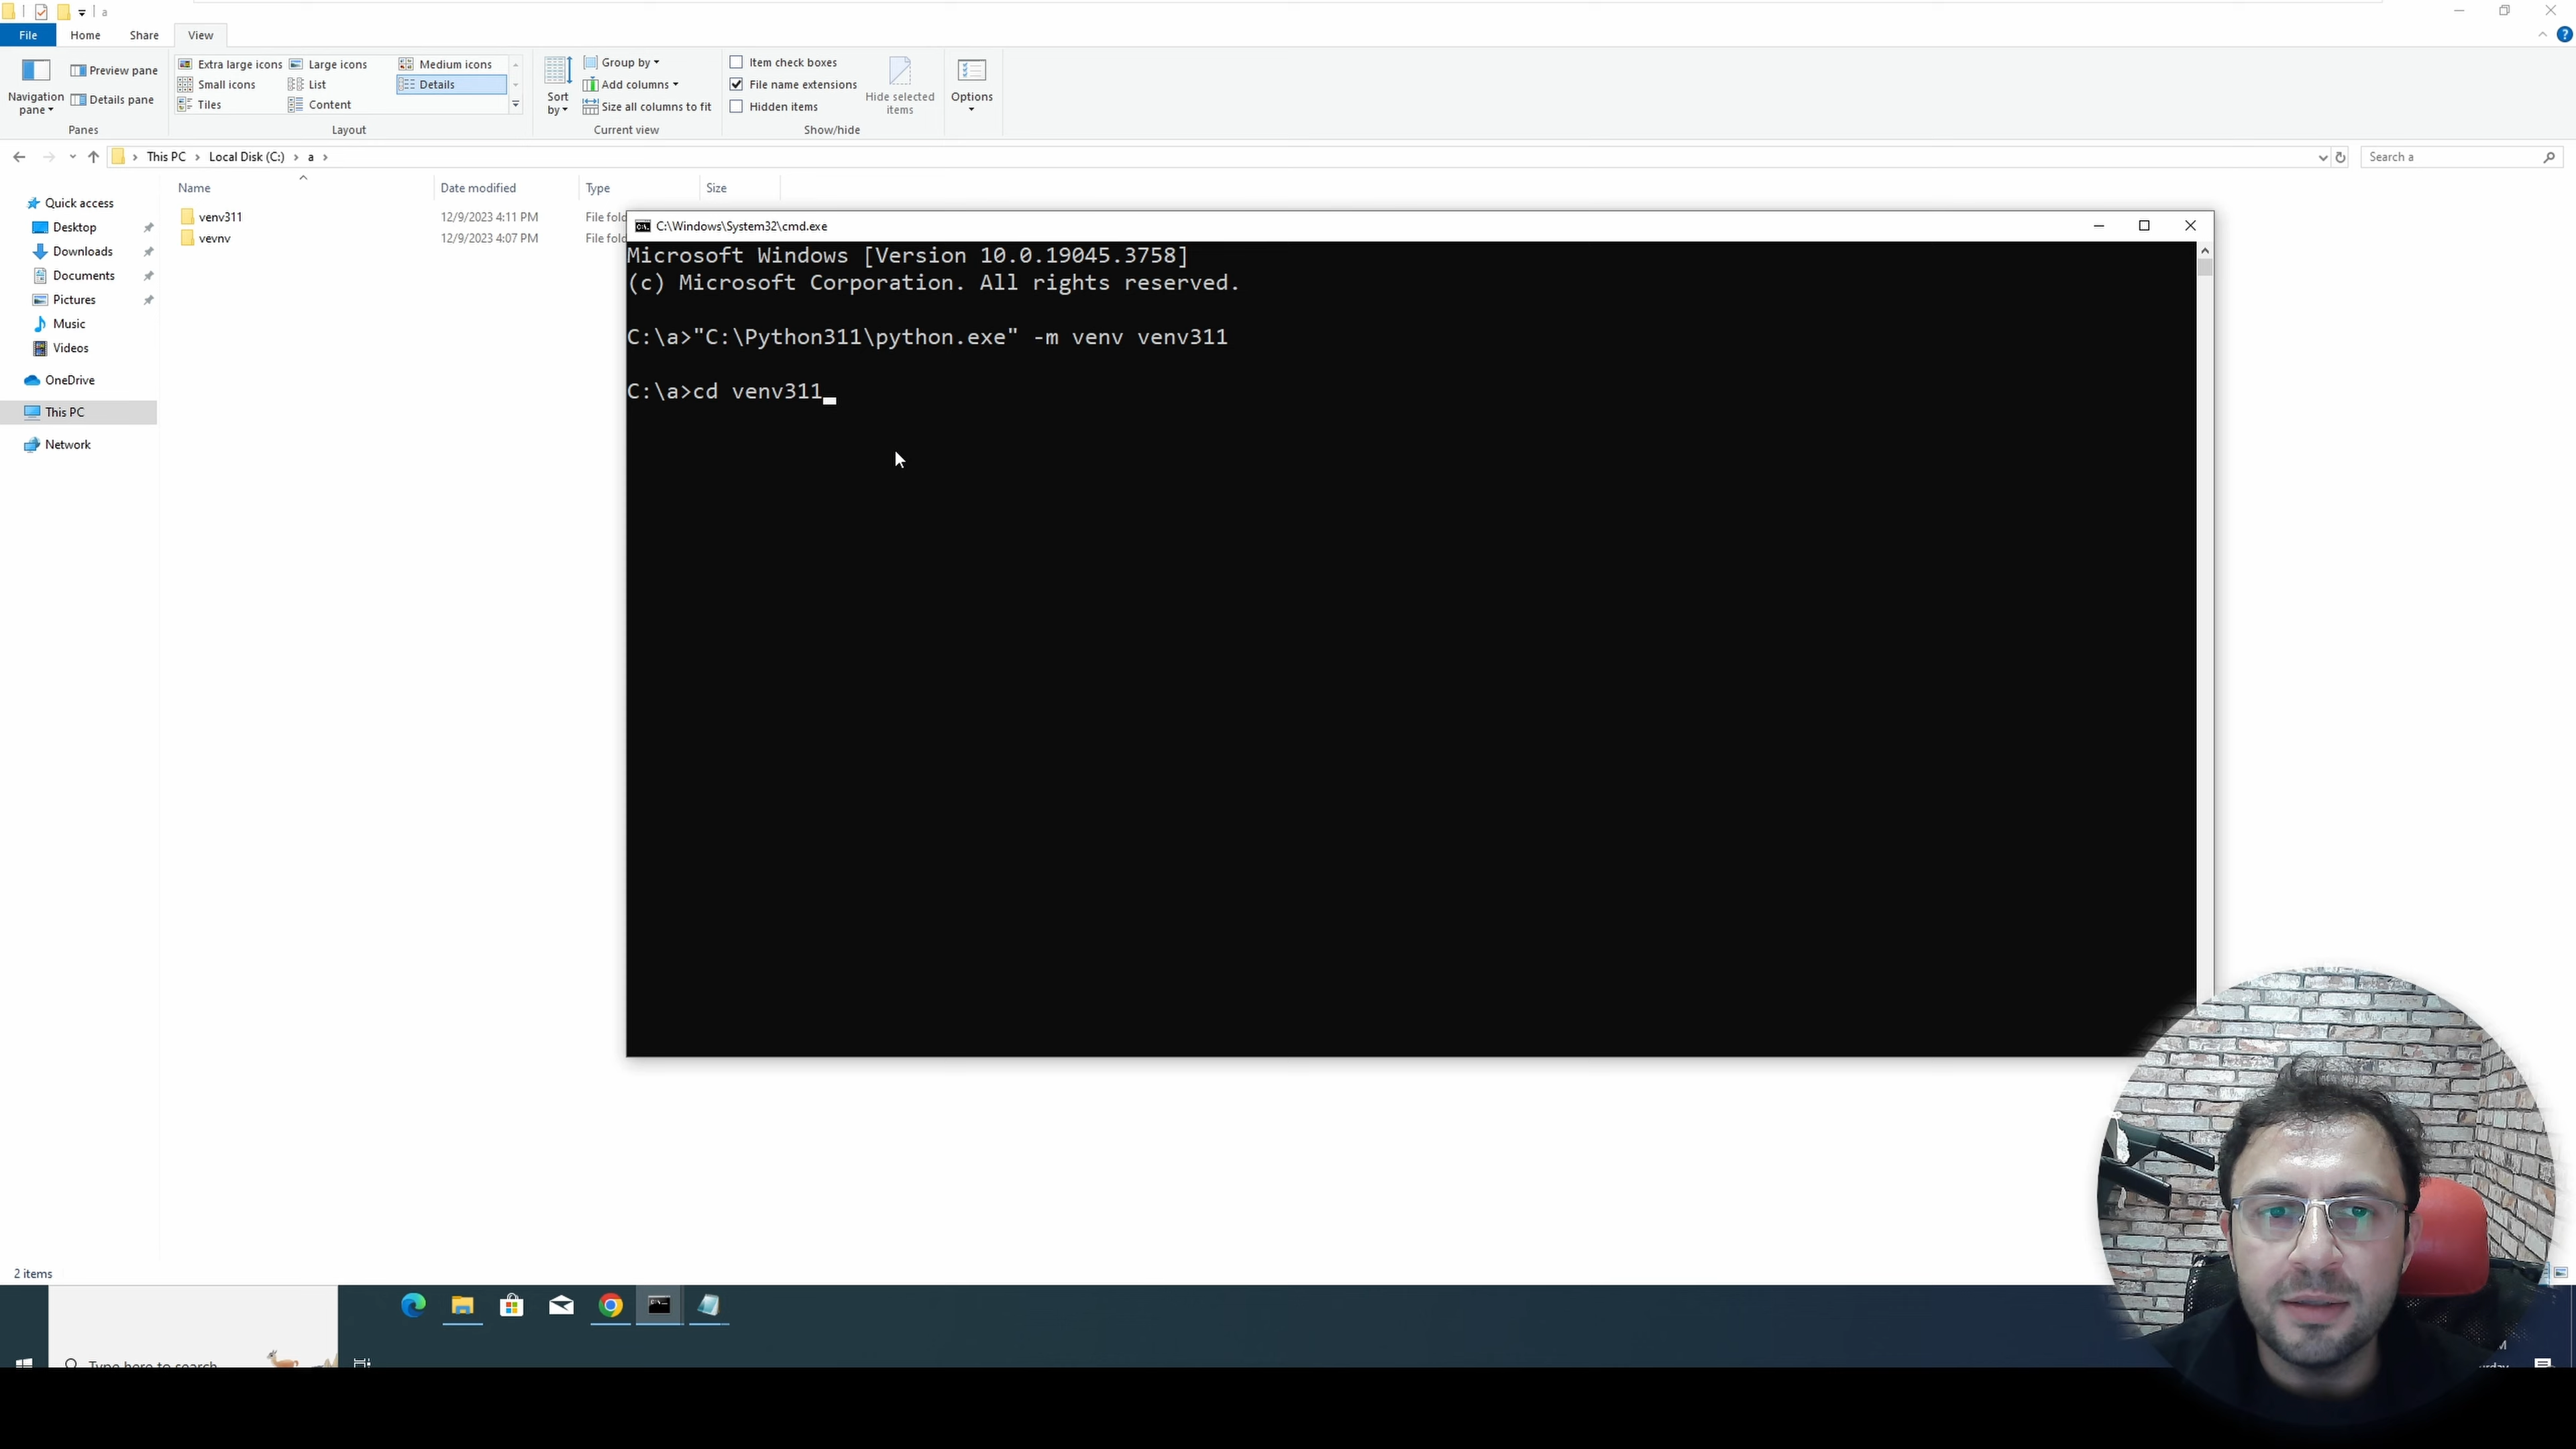 a
File Home Share View
Navigation pane
Preview pane
Details pane
Panes
Extra large icons Large icons Medium icons
Small icons List Details
Tiles Content
Layout
Sort by
Group by
Add columns
Size all columns to fit
Current view
Item check boxes
File name extensions
Hidden items
Hide selected items
Show/hide
Options
This PC Local Disk (C:) a
Search a
Name Date modified Type Size
Quick access
Desktop
Downloads
Documents
Pictures
Music
Videos
OneDrive
This PC
Network
venv311 12/9/2023 4:11 PM File fold
vevnv 12/9/2023 4:07 PM File fold
C:\Windows\System32\cmd.exe
Microsoft Windows [Version 10.0.19045.3758]
(c) Microsoft Corporation. All rights reserved.
C:\a>"C:\Python311\python.exe" -m venv venv311
C:\a>cd venv311
2 items
Type here to search